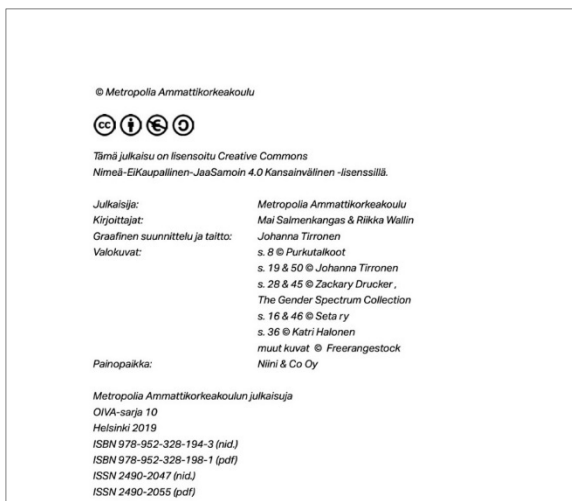 © Metropolia Ammattikorkeakoulu
cc
Tämä julkaisu on lisensoitu Creative Commons
Nimeä-EiKaupallinen-JaaSamoin 4.0 Kansainvälinen -lisenssillä.
Julkaisija: Metropolia Ammattikorkeakoulu
Kirjoittajat: Mai Salmenkangas & Riikka Wallin
Graafinen suunnittelu ja taitto: Johanna Tirronen
Valokuvat: s. 8 © Purkutalkoot
s. 19 & 50 © Johanna Tirronen
s. 28 & 45 © Zackary Drucker ,
The Gender Spectrum Collection
s. 16 & 46 © Seta ry
s. 36 © Katri Halonen
muut kuvat © Freerangestock
Painopaikka: Niini & Co Oy
Metropolia Ammattikorkeakoulun julkaisuja
OIVA-sarja 10
Helsinki 2019
ISBN 978-952-328-194-3 (nid.)
ISBN 978-952-328-198-1 (pdf)
ISSN 2490-2047 (nid.)
ISSN 2490-2055 (pdf)